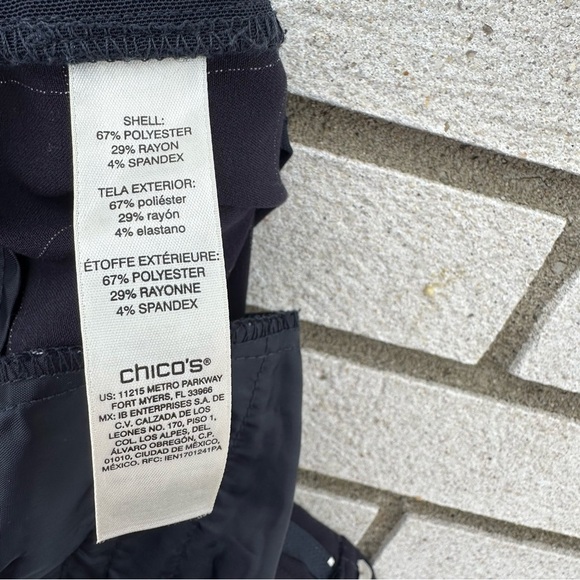 SHELL:
67% POLYESTER
29% RAYON
4% SPANDEX
TELA EXTERIOR:
67% poliéster
29% rayón
4% elastano
ÉTOFFE EXTÉRIEURE:
67% POLYESTER
29% RAYONNE
4% SPANDEX
chico's®
US: 11215 METRO PARKWAY
FORT MYERS, FL 33966
MX: IB ENTERPRISES S.A. DE
C.V. CALZADA DE LOS
LEONES NO. 170, PISO 1,
COL. LOS ALPES, DEL.
ÁLVARO OBREGÓN, C.P.
01010, CIUDAD DE MÉXICO,
MÉXICO. RFC: IEN1701241PA